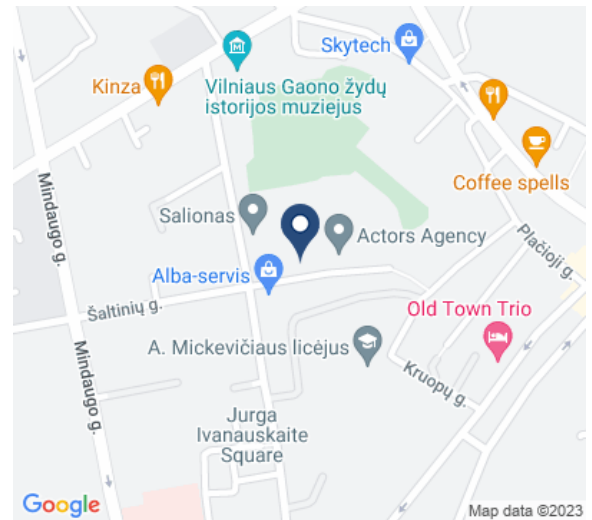 Skytech
Kinza
Vilniaus Gaono žydų
istorijos muziejus
Coffee spells
Mindaugo g.
Salionas
Actors Agency
Plačioji g.
Alba-servis
Šaltinių g.
Old Town Trio
A. Mickevičiaus licėjus
Mindaugo g.
Kruopų g.
Jurga
Ivanauskaite
Square
Google
Map data ©2023